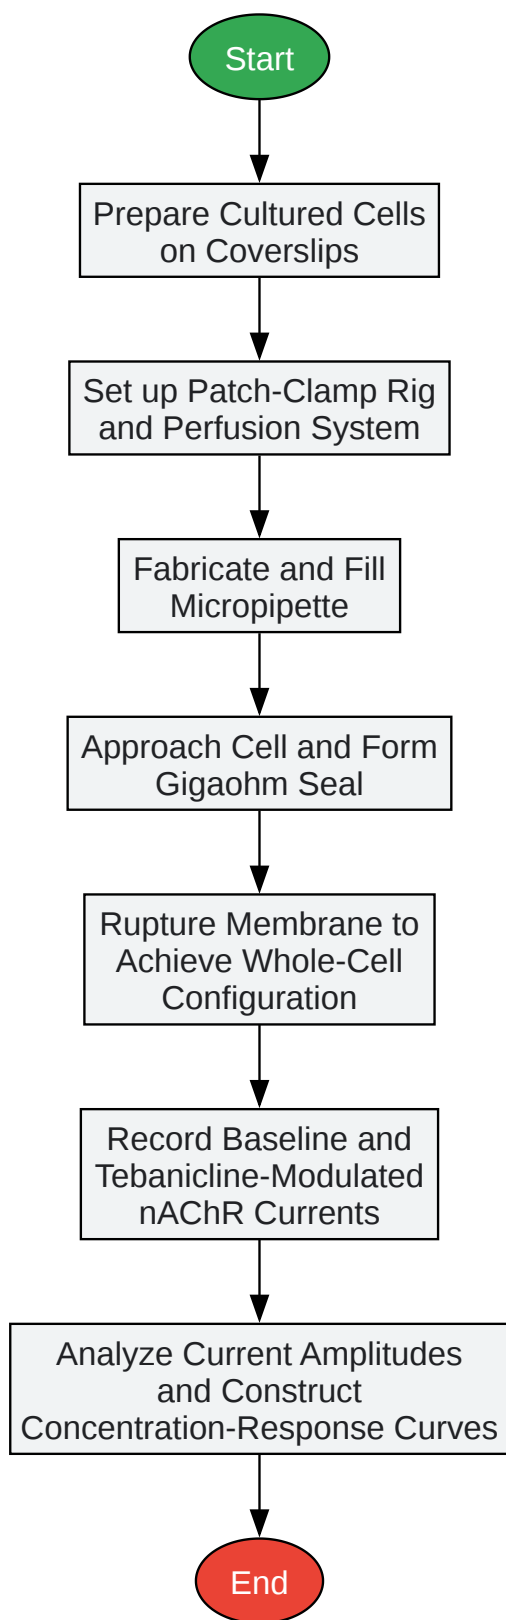 Start
Prepare Cultured Cells
on Coverslips
Set up Patch-Clamp Rig
and Perfusion System
Fabricate and Fill
Micropipette
Approach Cell and Form
Gigaohm Seal
Rupture Membrane to
Achieve Whole-Cell
Configuration
Record Baseline and
Tebanicline-Modulated
nAChR Currents
Analyze Current Amplitudes
and Construct
Concentration-Response Curves
End